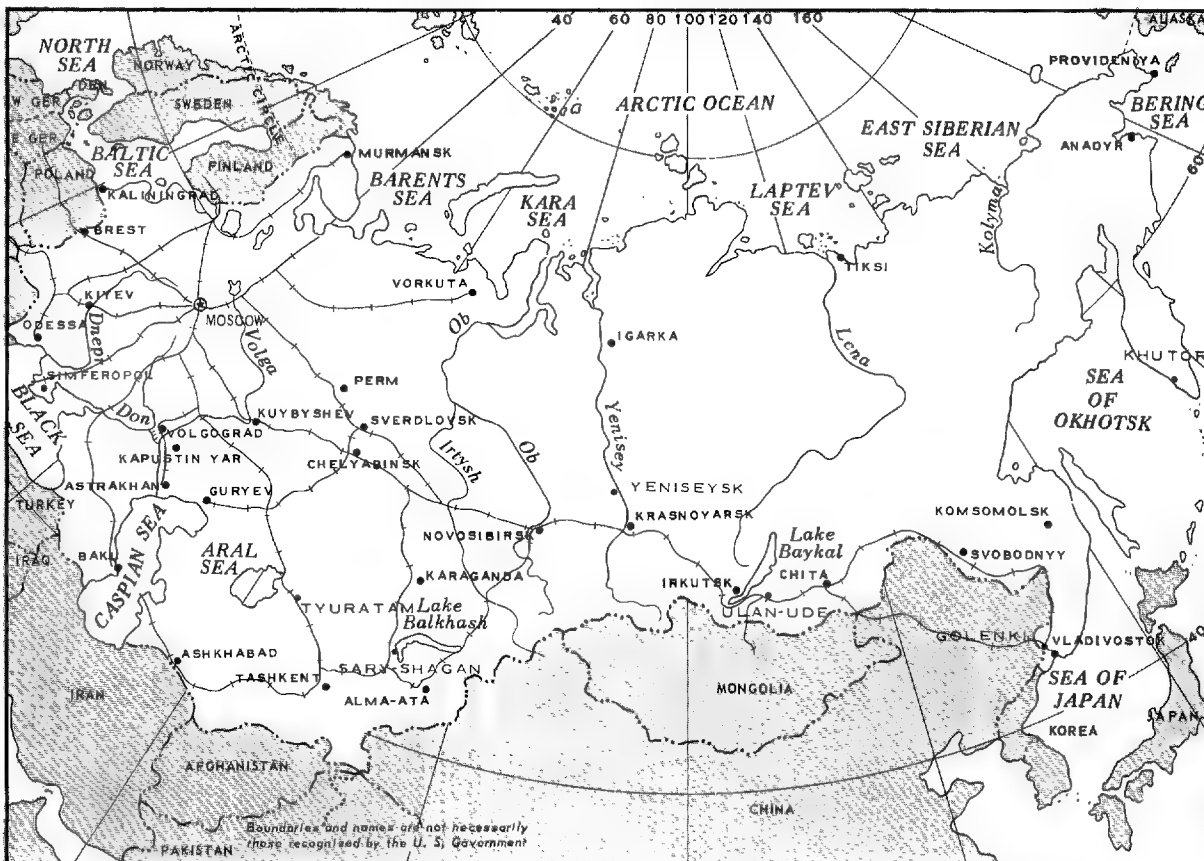 40 60 80 100 120 140 160
ALASKA
NORTH
SEA
ARCTIC CIRCLE
NORWAY
DEN
SWEDEN
W GER
E GER
POLAND
BALTIC
SEA
FINLAND
MURMANSK
BARENTS
SEA
ARCTIC OCEAN
KARA
SEA
LAPTEV
SEA
EAST SIBERIAN
SEA
PROVIDENIYA
BERING
SEA
ANADYR
60
KALININGRAD
BREST
Kolyma
TIKSI
VORKUTA
KIYEV
MOSCOW
ODESSA
Dnepr
Volga
Ob
IGARKA
Lena
KHUTOR
SIMFEROPOL
PERM
SEA
OF
OKHOTSK
BLACK
SEA
Don
KUYBYSHEV
SVERDLOVSK
VOLGOGRAD
Irtysh
Ob
Yenisey
KAPUSTIN YAR
CHELYABINSK
ASTRAKHAN
GURYEV
YENISEYSK
TURKEY
KRASNOYARSK
KOMSOMOLSK
NOVOSIBIRSK
Lake
Baykal
SVOBODNYY
IRAQ
BAKU
CASPIAN SEA
ARAL
SEA
KARAGANDA
IRKUTSK
CHITA
TYURATAM
Lake
Balkhash
ULAN-UDE
GOLENKI
VLADIVOSTOK
40
ASHKHABAD
SARY-SHAGAN
TASHKENT
ALMA-ATA
SEA OF
JAPAN
IRAN
MONGOLIA
KOREA
JAPAN
AFGHANISTAN
CHINA
Boundaries and names are not necessarily
those recognized by the U. S. Government
PAKISTAN